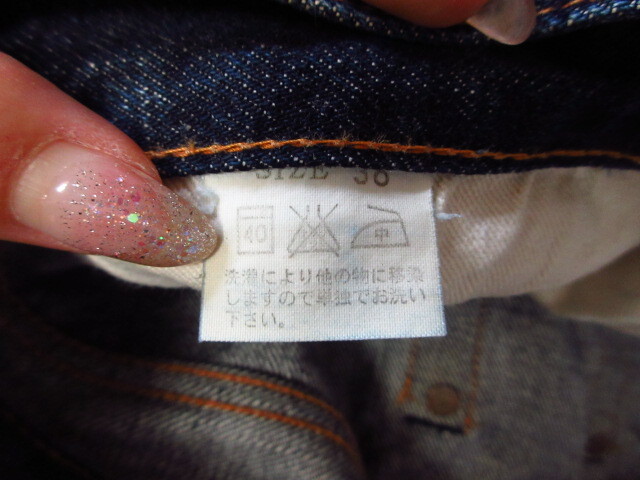 SIZE 38
40 中
洗濯により他の物に移染
しますので単独でお洗い
下さい。